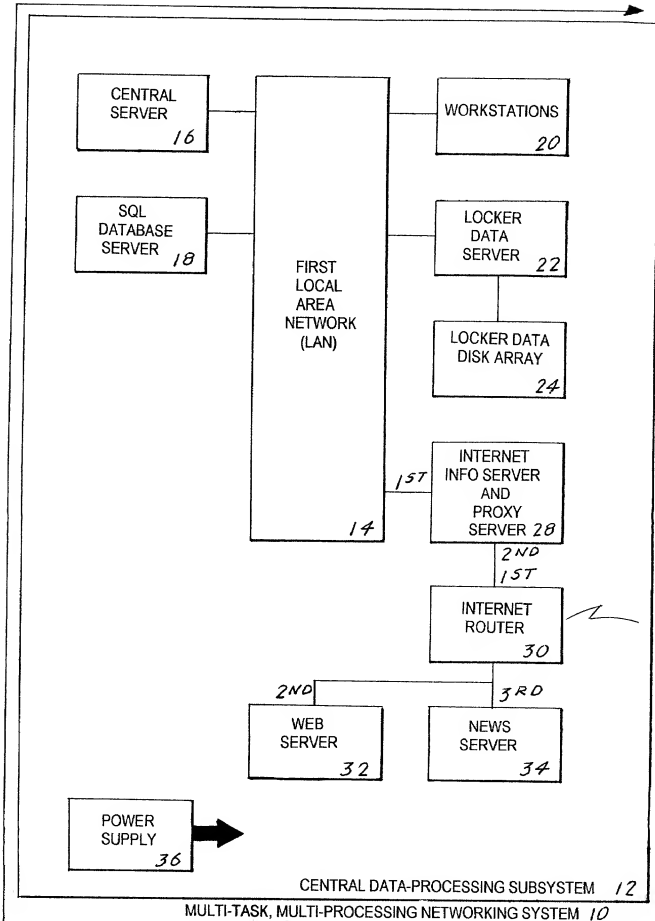 CENTRAL
SERVER
16
SQL
DATABASE
SERVER 18
FIRST
LOCAL
AREA
NETWORK
(LAN)
14
WORKSTATIONS
20
LOCKER
DATA
SERVER
22
LOCKER DATA
DISK ARRAY
24
1ST
INTERNET
INFO SERVER
AND
PROXY
SERVER 28
2ND
1ST
INTERNET
ROUTER
30
2ND
3RD
WEB
SERVER
32
NEWS
SERVER
34
POWER
SUPPLY
36
CENTRAL DATA-PROCESSING SUBSYSTEM 12
MULTI-TASK, MULTI-PROCESSING NETWORKING SYSTEM 10